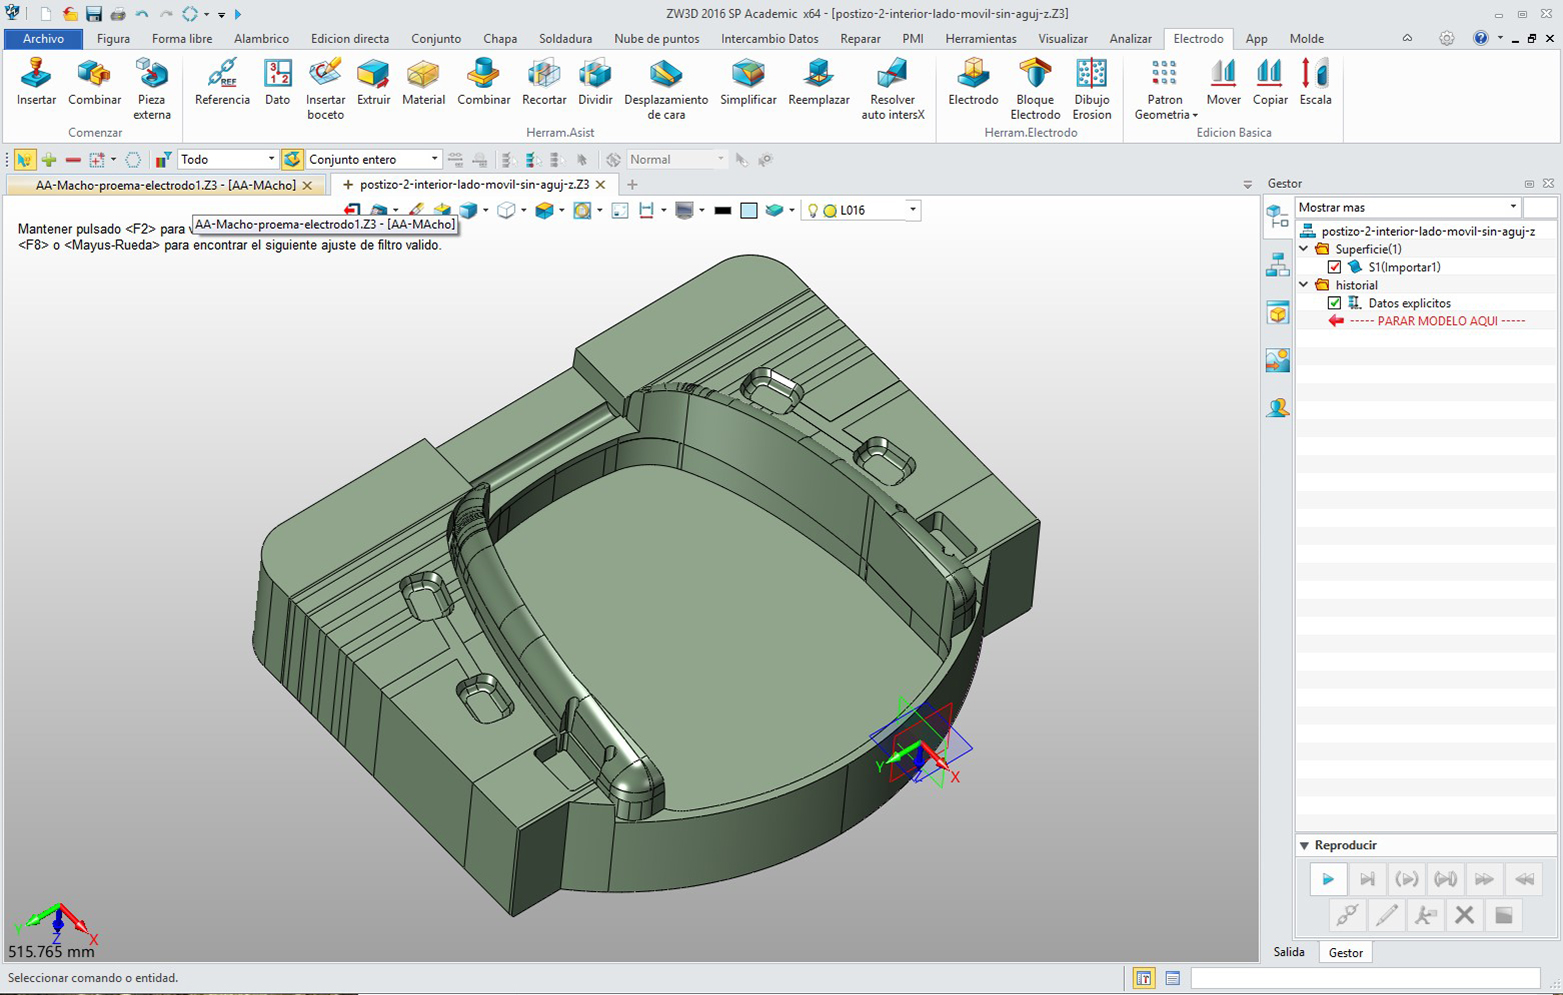 ZW3D 2016 SP Academic x64 - [postizo-2-interior-lado-movil-sin-aguj-z.Z3]
Archivo Figura Forma libre Alambrico Edicion directa Conjunto Chapa Soldadura Nube de puntos Intercambio Datos Reparar PMI Herramientas Visualizar Analizar Electrodo App Molde
Insertar Combinar Pieza externa Referencia Dato Insertar boceto Extruir Material Combinar Recortar Dividir Desplazamiento de cara Simplificar Reemplazar Resolver auto intersX Electrodo Bloque Electrodo Dibujo Erosion Patron Geometria Mover Copiar Escala
Comenzar Herram.Asist Herram.Electrodo Edicion Basica
Todo Conjunto entero Normal
AA-Macho-proema-electrodo1.Z3 - [AA-MAcho] postizo-2-interior-lado-movil-sin-aguj-z.Z3 Gestor
L016 Mostrar mas
Mantener pulsado <F2> para v
AA-Macho-proema-electrodo1.Z3 - [AA-MAcho]
<F8> o <Mayus-Rueda> para encontrar el siguiente ajuste de filtro valido.
postizo-2-interior-lado-movil-sin-aguj-z
Superficie(1)
S1(Importar1)
historial
Datos explicitos
----- PARAR MODELO AQUI -----
Y Z X
Reproducir
Y Z X
515.765 mm
Salida Gestor
Seleccionar comando o entidad.